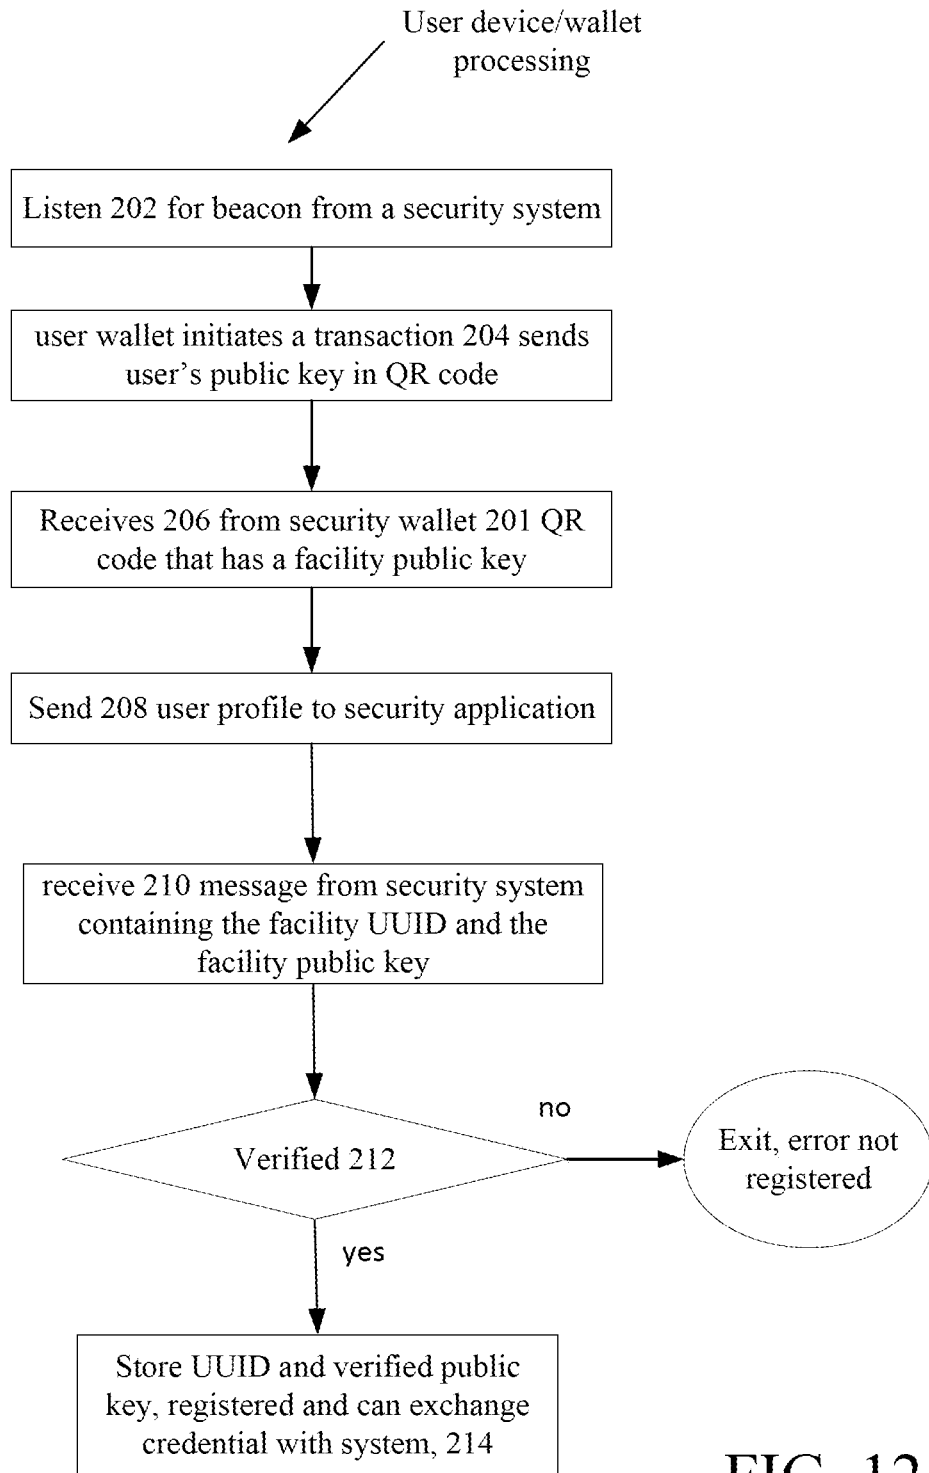 User device/wallet
processing
Listen 202 for beacon from a security system
user wallet initiates a transaction 204 sends
user's public key in QR code
Receives 206 from security wallet 201 QR
code that has a facility public key
Send 208 user profile to security application
receive 210 message from security system
containing the facility UUID and the
facility public key
Verified 212
no
Exit, error not
registered
yes
Store UUID and verified public
key, registered and can exchange
credential with system, 214
FIG. 12